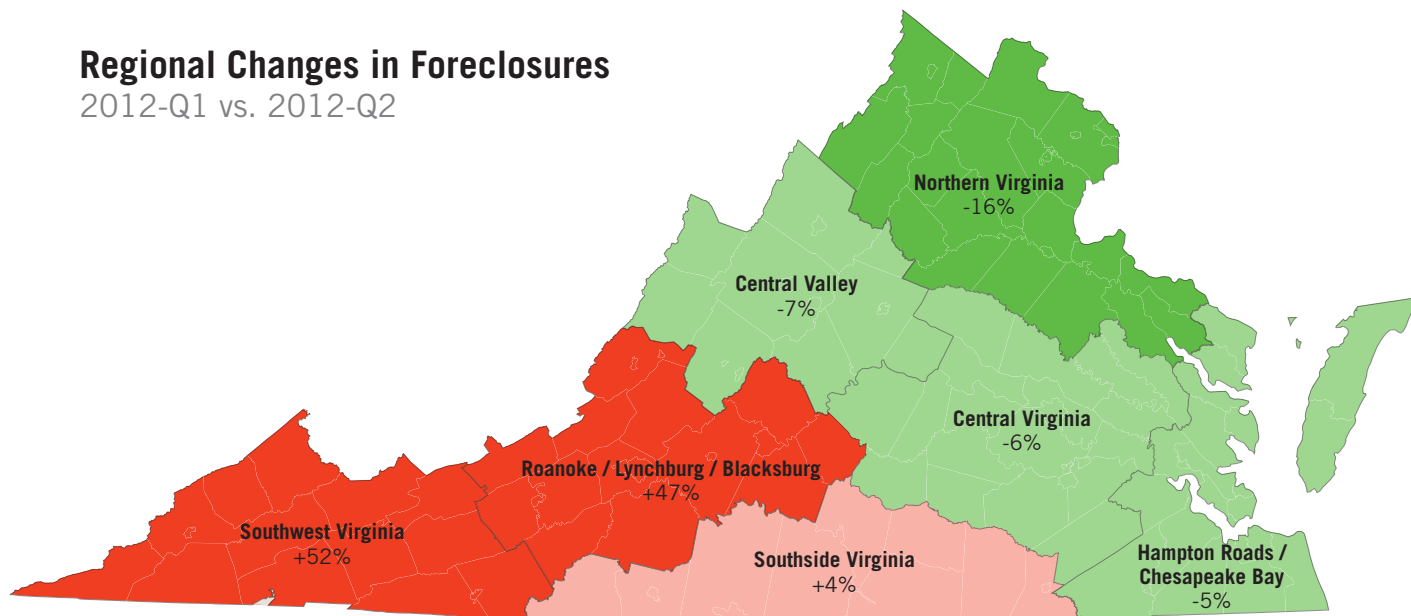 Regional Changes in Foreclosures
2012-Q1 vs. 2012-Q2
Northern Virginia
-16%
Central Valley
-7%
Central Virginia
-6%
Roanoke / Lynchburg / Blacksburg
+47%
Southwest Virginia
+52%
Southside Virginia
+4%
Hampton Roads /
Chesapeake Bay
-5%